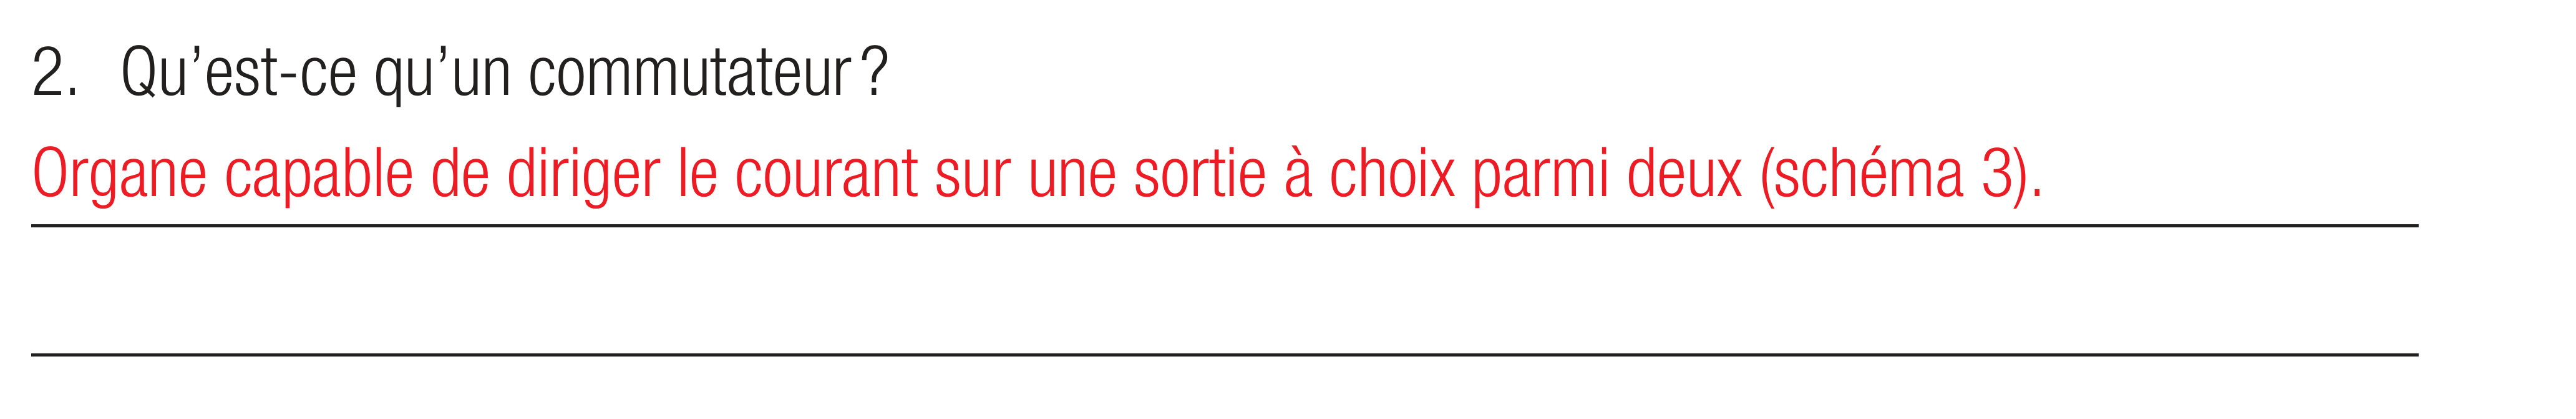 2. Qu’est-ce qu’un commutateur ?
Organe capable de diriger le courant sur une sortie à choix parmi deux (schéma 3).